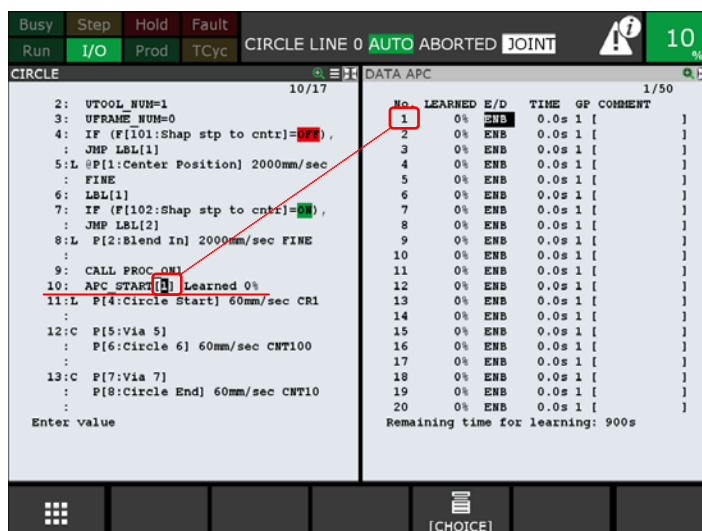 Busy Step Hold Fault
Run I/O Prod TCyc
CIRCLE LINE 0 AUTO ABORTED JOINT
10
%
CIRCLE
10/17
2: UTOOL_NUM=1
3: UFRAME_NUM=0
4: IF (F[101:Shap stp to cntr]=OFF),
: JMP LBL[1]
5:L @P[1:Center Position] 2000mm/sec
: FINE
6: LBL[1]
7: IF (F[102:Shap stp to cntr]=ON),
: JMP LBL[2]
8:L P[2:Blend In] 2000mm/sec FINE
:
9: CALL PROC_ON1
10: APC_START[1] Learned 0%
11:L P[4:Circle Start] 60mm/sec CR1
:
12:C P[5:Via 5]
: P[6:Circle 6] 60mm/sec CNT100
:
13:C P[7:Via 7]
: P[8:Circle End] 60mm/sec CNT10
:
Enter value
DATA APC
1/50
No. LEARNED E/D TIME GP COMMENT
1 0% ENB 0.0s 1 [ ]
2 0% ENB 0.0s 1 [ ]
3 0% ENB 0.0s 1 [ ]
4 0% ENB 0.0s 1 [ ]
5 0% ENB 0.0s 1 [ ]
6 0% ENB 0.0s 1 [ ]
7 0% ENB 0.0s 1 [ ]
8 0% ENB 0.0s 1 [ ]
9 0% ENB 0.0s 1 [ ]
10 0% ENB 0.0s 1 [ ]
11 0% ENB 0.0s 1 [ ]
12 0% ENB 0.0s 1 [ ]
13 0% ENB 0.0s 1 [ ]
14 0% ENB 0.0s 1 [ ]
15 0% ENB 0.0s 1 [ ]
16 0% ENB 0.0s 1 [ ]
17 0% ENB 0.0s 1 [ ]
18 0% ENB 0.0s 1 [ ]
19 0% ENB 0.0s 1 [ ]
20 0% ENB 0.0s 1 [ ]
Remaining time for learning: 900s
[CHOICE]